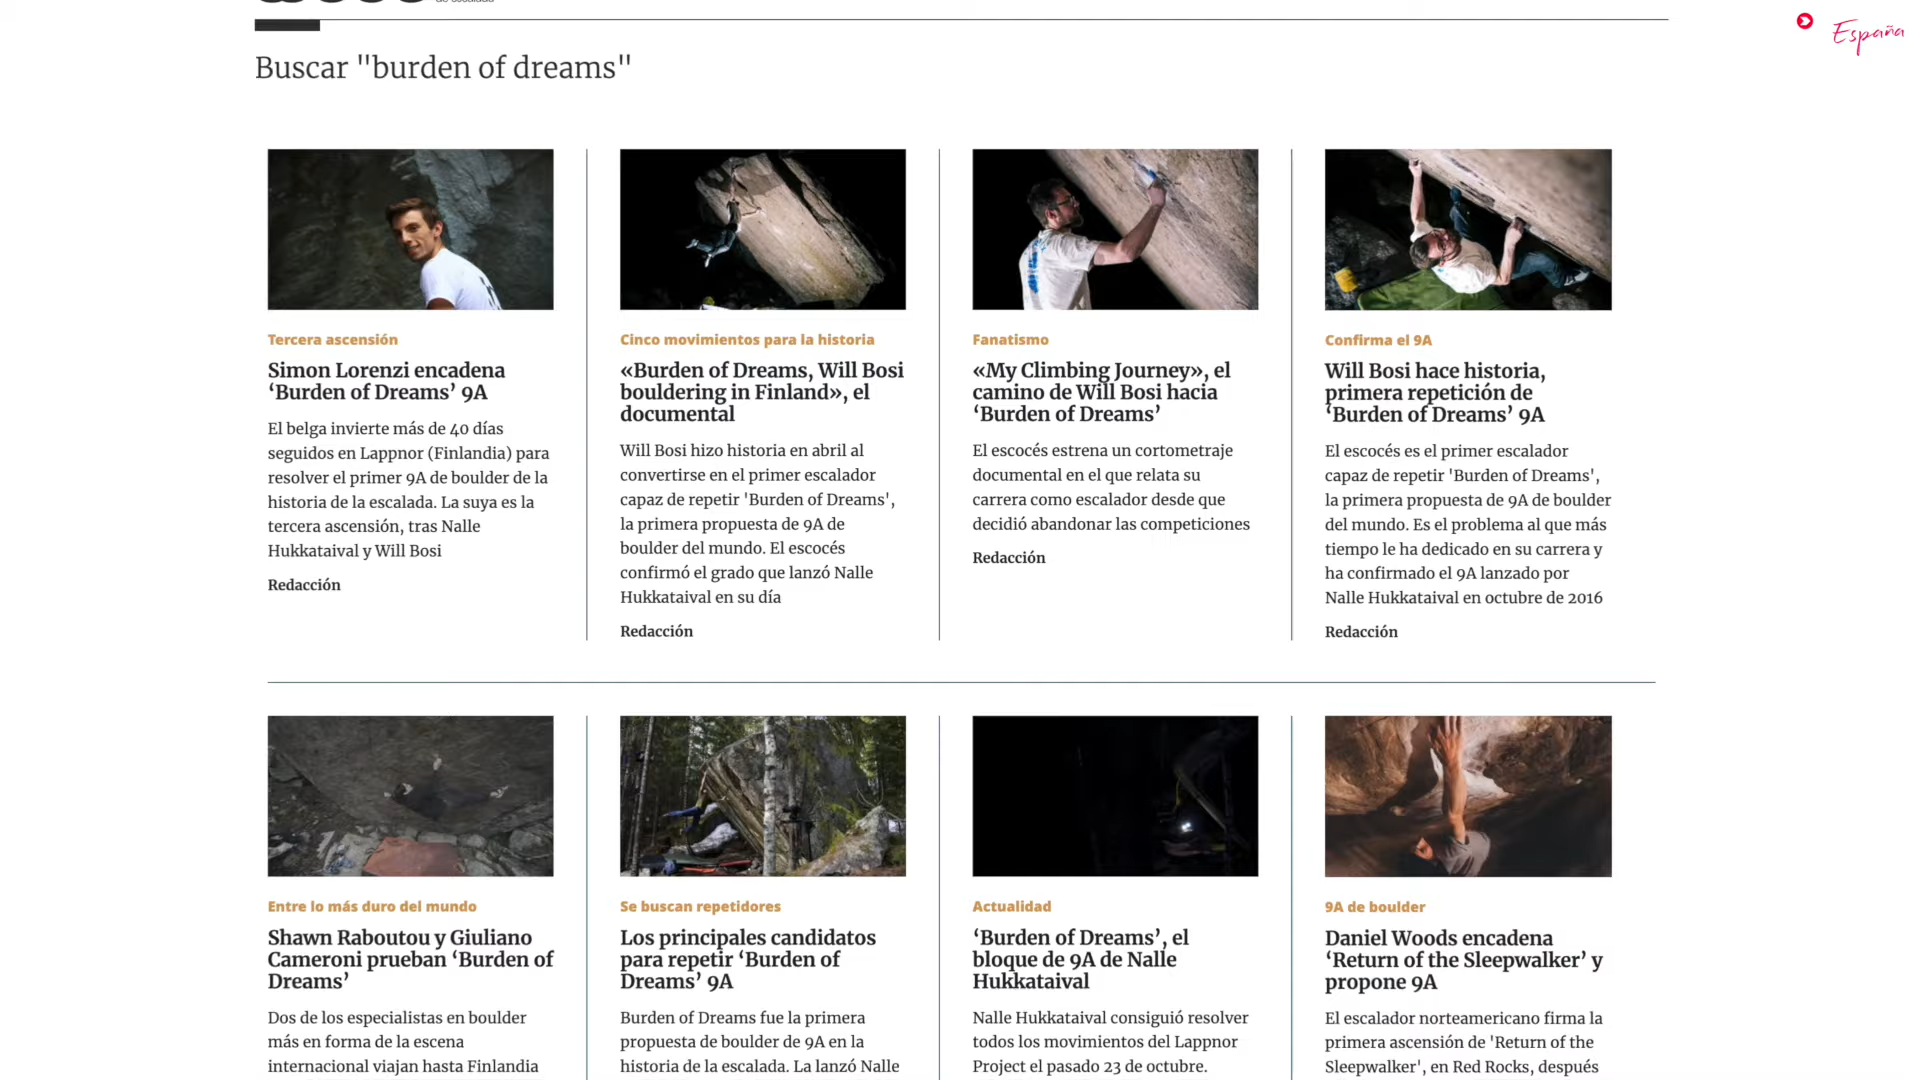 de escalada
España
Buscar "burden of dreams"
Tercera ascensión
Simon Lorenzi encadena
‘Burden of Dreams’ 9A
El belga invierte más de 40 días
seguidos en Lappnor (Finlandia) para
resolver el primer 9A de boulder de la
historia de la escalada. La suya es la
tercera ascensión, tras Nalle
Hukkataival y Will Bosi
Redacción
Cinco movimientos para la historia
«Burden of Dreams, Will Bosi
bouldering in Finland», el
documental
Will Bosi hizo historia en abril al
convertirse en el primer escalador
capaz de repetir 'Burden of Dreams',
la primera propuesta de 9A de
boulder del mundo. El escocés
confirmó el grado que lanzó Nalle
Hukkataival en su día
Redacción
Fanatismo
«My Climbing Journey», el
camino de Will Bosi hacia
‘Burden of Dreams’
El escocés estrena un cortometraje
documental en el que relata su
carrera como escalador desde que
decidió abandonar las competiciones
Redacción
Confirma el 9A
Will Bosi hace historia,
primera repetición de
‘Burden of Dreams’ 9A
El escocés es el primer escalador
capaz de repetir 'Burden of Dreams',
la primera propuesta de 9A de boulder
del mundo. Es el problema al que más
tiempo le ha dedicado en su carrera y
ha confirmado el 9A lanzado por
Nalle Hukkataival en octubre de 2016
Redacción
Entre lo más duro del mundo
Shawn Raboutou y Giuliano
Cameroni prueban ‘Burden of
Dreams’
Dos de los especialistas en boulder
más en forma de la escena
internacional viajan hasta Finlandia
Se buscan repetidores
Los principales candidatos
para repetir ‘Burden of
Dreams’ 9A
Burden of Dreams fue la primera
propuesta de boulder de 9A en la
historia de la escalada. La lanzó Nalle
Actualidad
‘Burden of Dreams’, el
bloque de 9A de Nalle
Hukkataival
Nalle Hukkataival consiguió resolver
todos los movimientos del Lappnor
Project el pasado 23 de octubre.
9A de boulder
Daniel Woods encadena
‘Return of the Sleepwalker’ y
propone 9A
El escalador norteamericano firma la
primera ascensión de 'Return of the
Sleepwalker', en Red Rocks, después